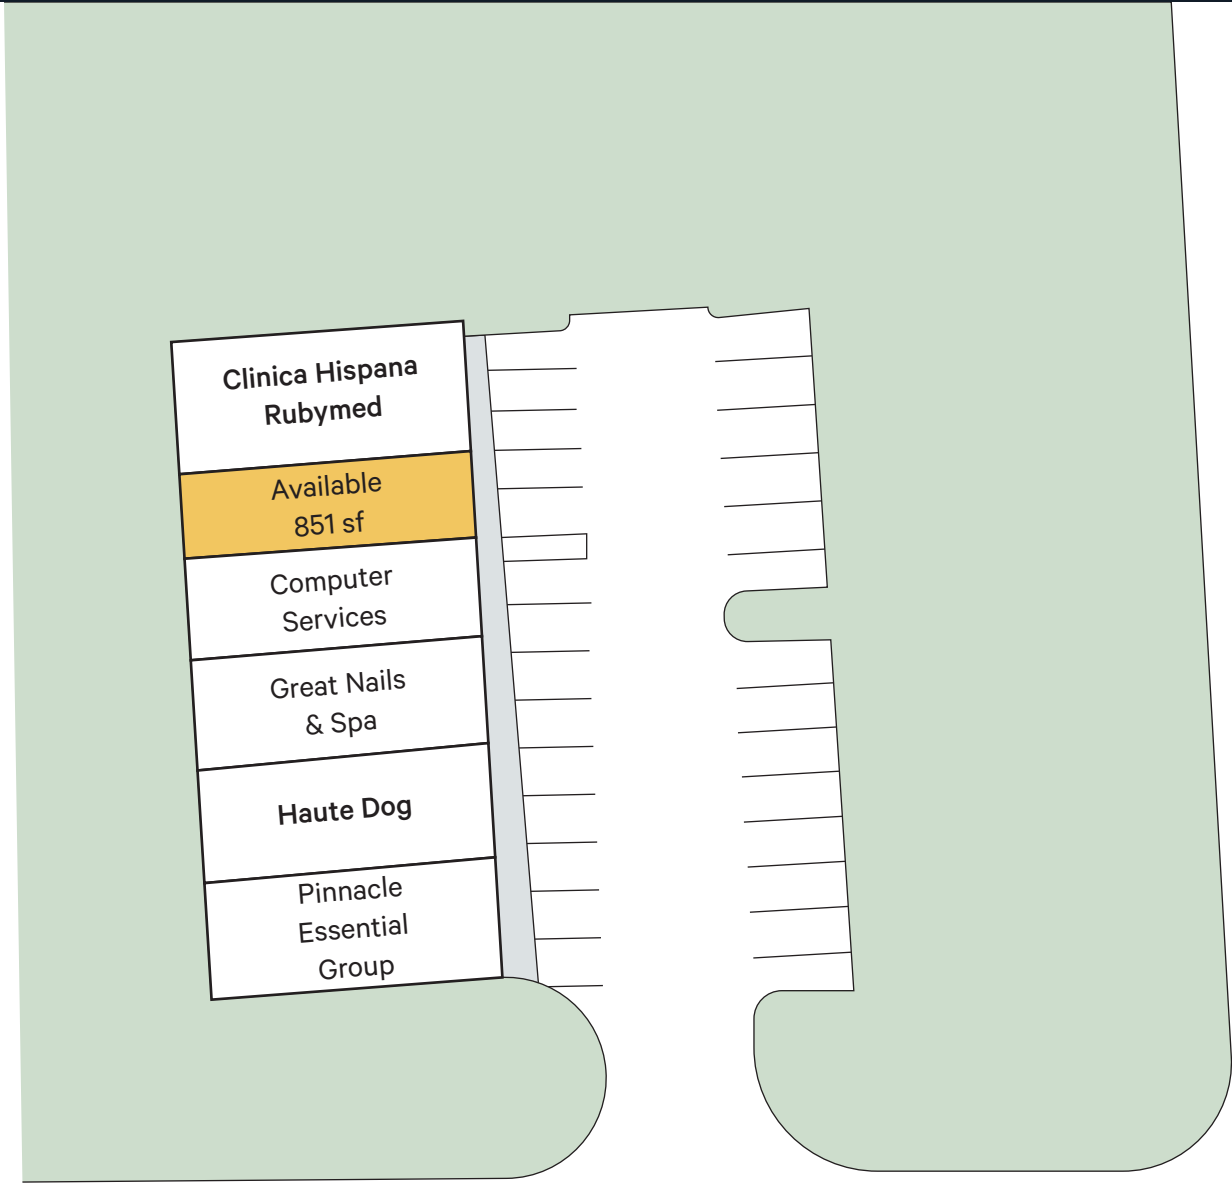 Clinica Hispana
Rubymed
Available
851 sf
Computer
Services
Great Nails
& Spa
Haute Dog
Pinnacle
Essential
Group